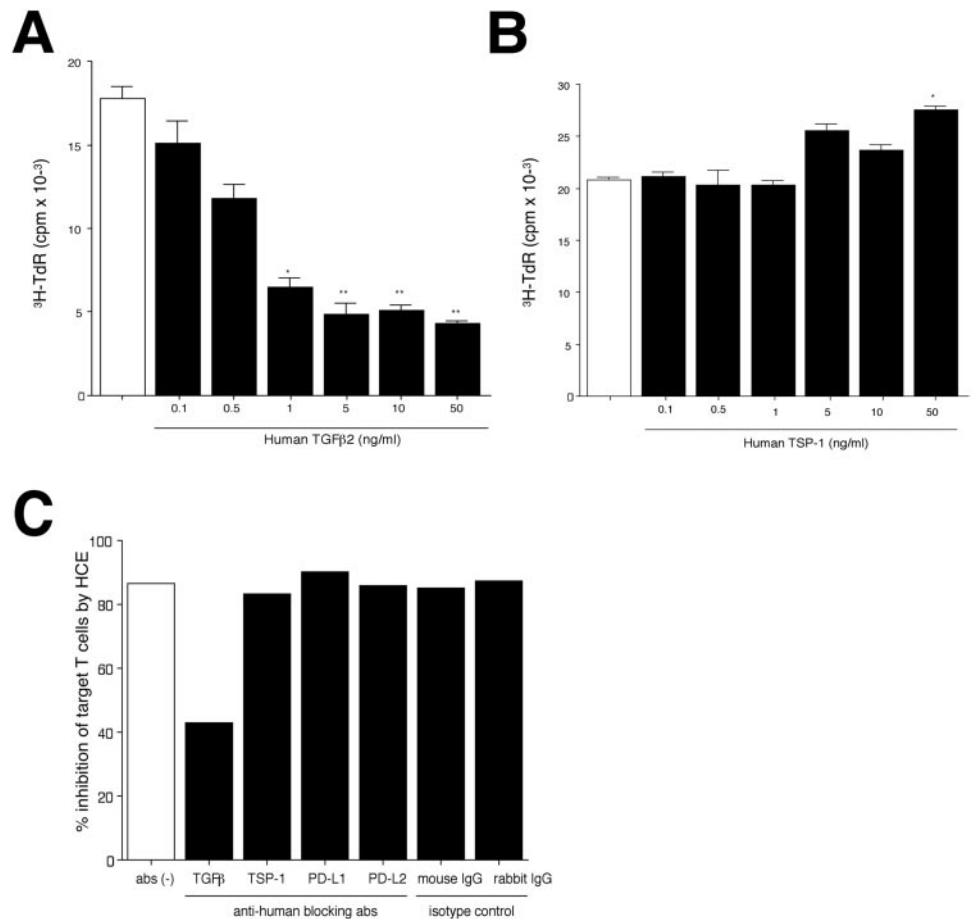 A
20
15
10
5
0
³H-TdR (cpm x 10⁻³)
*
**
**
**
0.1 0.5 1 5 10 50
Human TGFβ2 (ng/ml)
B
30
25
20
15
10
5
0
³H-TdR (cpm x 10⁻³)
*
0.1 0.5 1 5 10 50
Human TSP-1 (ng/ml)
C
100
80
60
40
20
0
% inhibition of target T cells by HCE
abs (-) TGFβ TSP-1 PD-L1 PD-L2 mouse IgG rabbit IgG
anti-human blocking abs isotype control